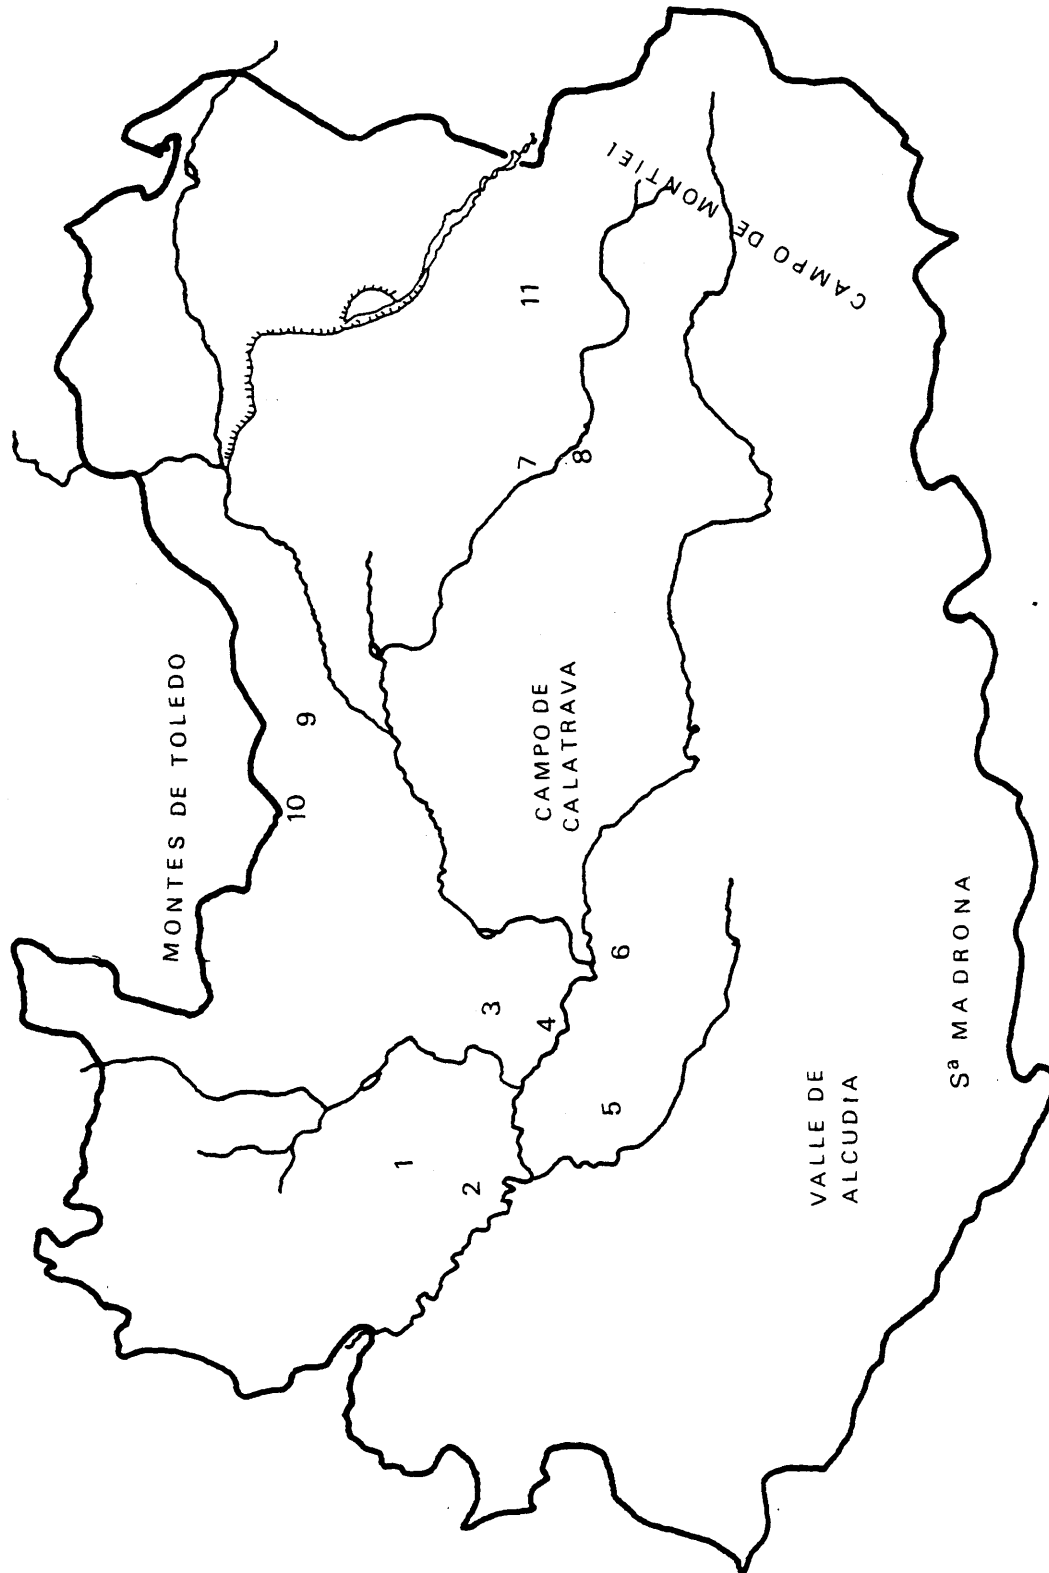 MONTES DE TOLEDO
10
9
CAMPO DE MONTIEl
11
7
8
1
2
3
4
5
6
CAMPO DE
CALATRAVA
VALLE DE
ALCUDIA
Sª MADRONA